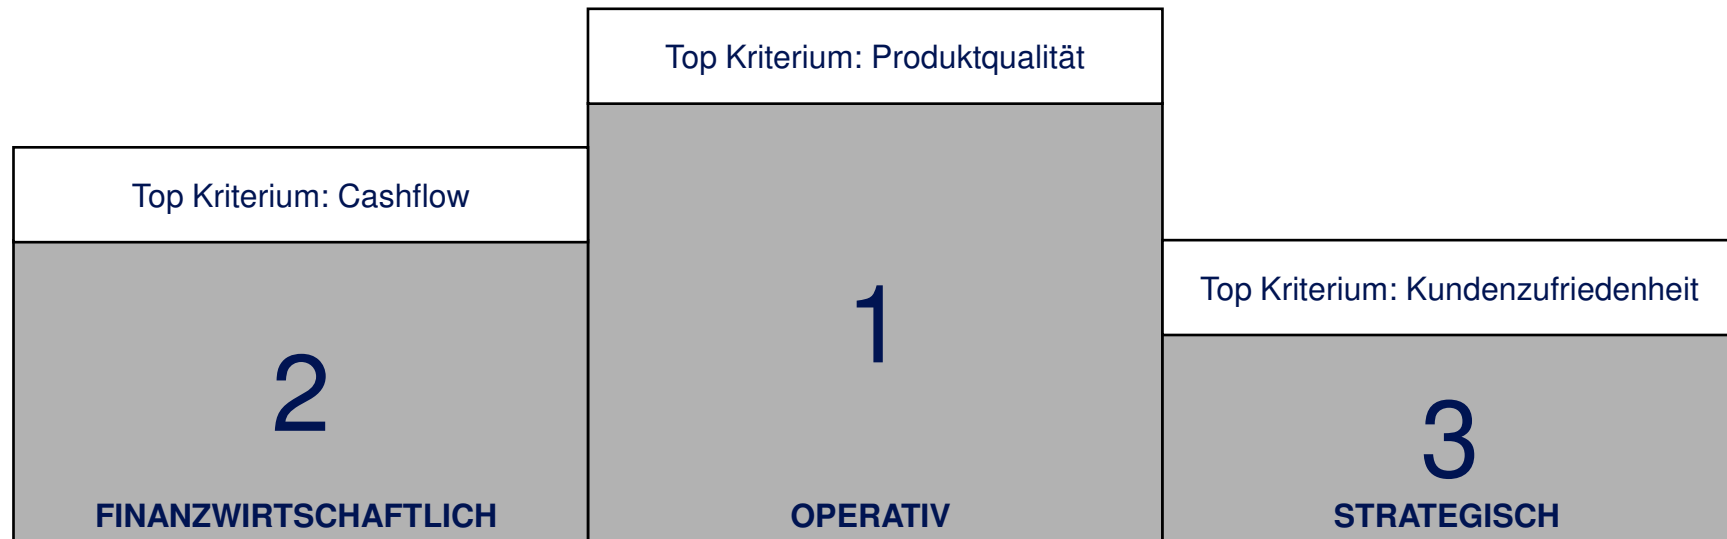 Top Kriterium: Produktqualität
Top Kriterium: Cashflow
Top Kriterium: Kundenzufriedenheit
1
2
3
FINANZWIRTSCHAFTLICH
OPERATIV
STRATEGISCH